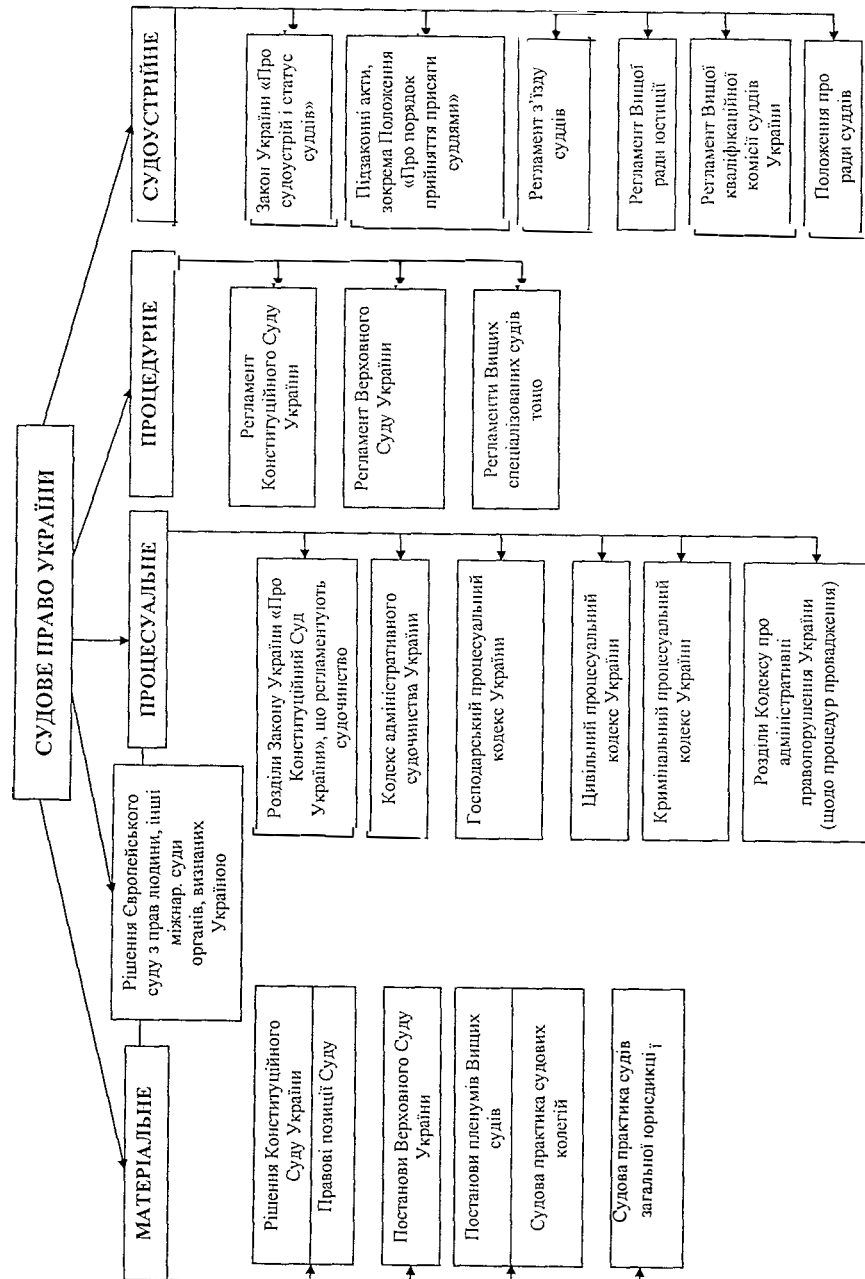 СУДОВЕ ПРАВО УКРАЇНИ
МАТЕРІАЛЬНЕ
Рішення Конституційного
Суду України
Правові позиції Суду
Постанови Верховного Суду
України
Постанови пленумів Вищих
судів
Судова практика судових
колегій
Судова практика судів
загальної юрисдикції
Рішення Європейського
суду з прав людини, інші
міжнар. суди
органів, визнаних
Україною
ПРОЦЕСУАЛЬНЕ
Розділи Закону України «Про
Конституційний Суд
України», що регламентують
судочинство
Кодекс адміністративного
судочинства України
Господарський процесуальний
кодекс України
Цивільний процесуальний
кодекс України
Кримінальний процесуальний
кодекс України
Розділи Кодексу про
адміністративні
правопорушення України
(щодо процедур провадження)
ПРОЦЕДУРНЕ
Регламент
Конституційного Суду
України
Регламент Верховного
Суду України
Регламенти Вищих
спеціалізованих судів
тощо
СУДОУСТРІЙНЕ
Закон України «Про
судоустрій і статус
суддів»
Підзаконні акти,
зокрема Положення
«Про порядок
прийняття присяги
суддями»
Регламент з’їзду
суддів
Регламент Вищої
ради юстиції
Регламент Вищої
кваліфікаційної
комісії суддів
України
Положення про
ради суддів